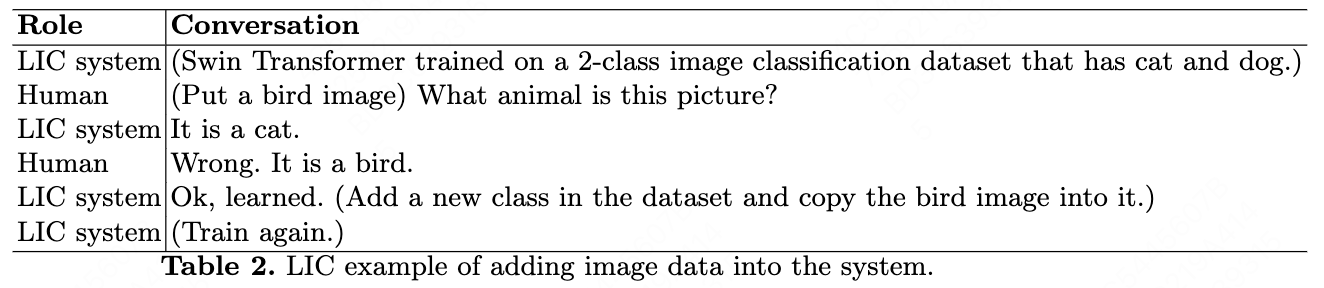 Role Conversation
LIC system (Swin Transformer trained on a 2-class image classification dataset that has cat and dog.)
Human (Put a bird image) What animal is this picture?
LIC system It is a cat.
Human Wrong. It is a bird.
LIC system Ok, learned. (Add a new class in the dataset and copy the bird image into it.)
LIC system (Train again.)
Table 2. LIC example of adding image data into the system.